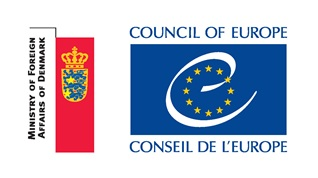 MINISTRY OF FOREIGN
AFFAIRS OF DENMARK
COUNCIL OF EUROPE
CONSEIL DE L'EUROPE